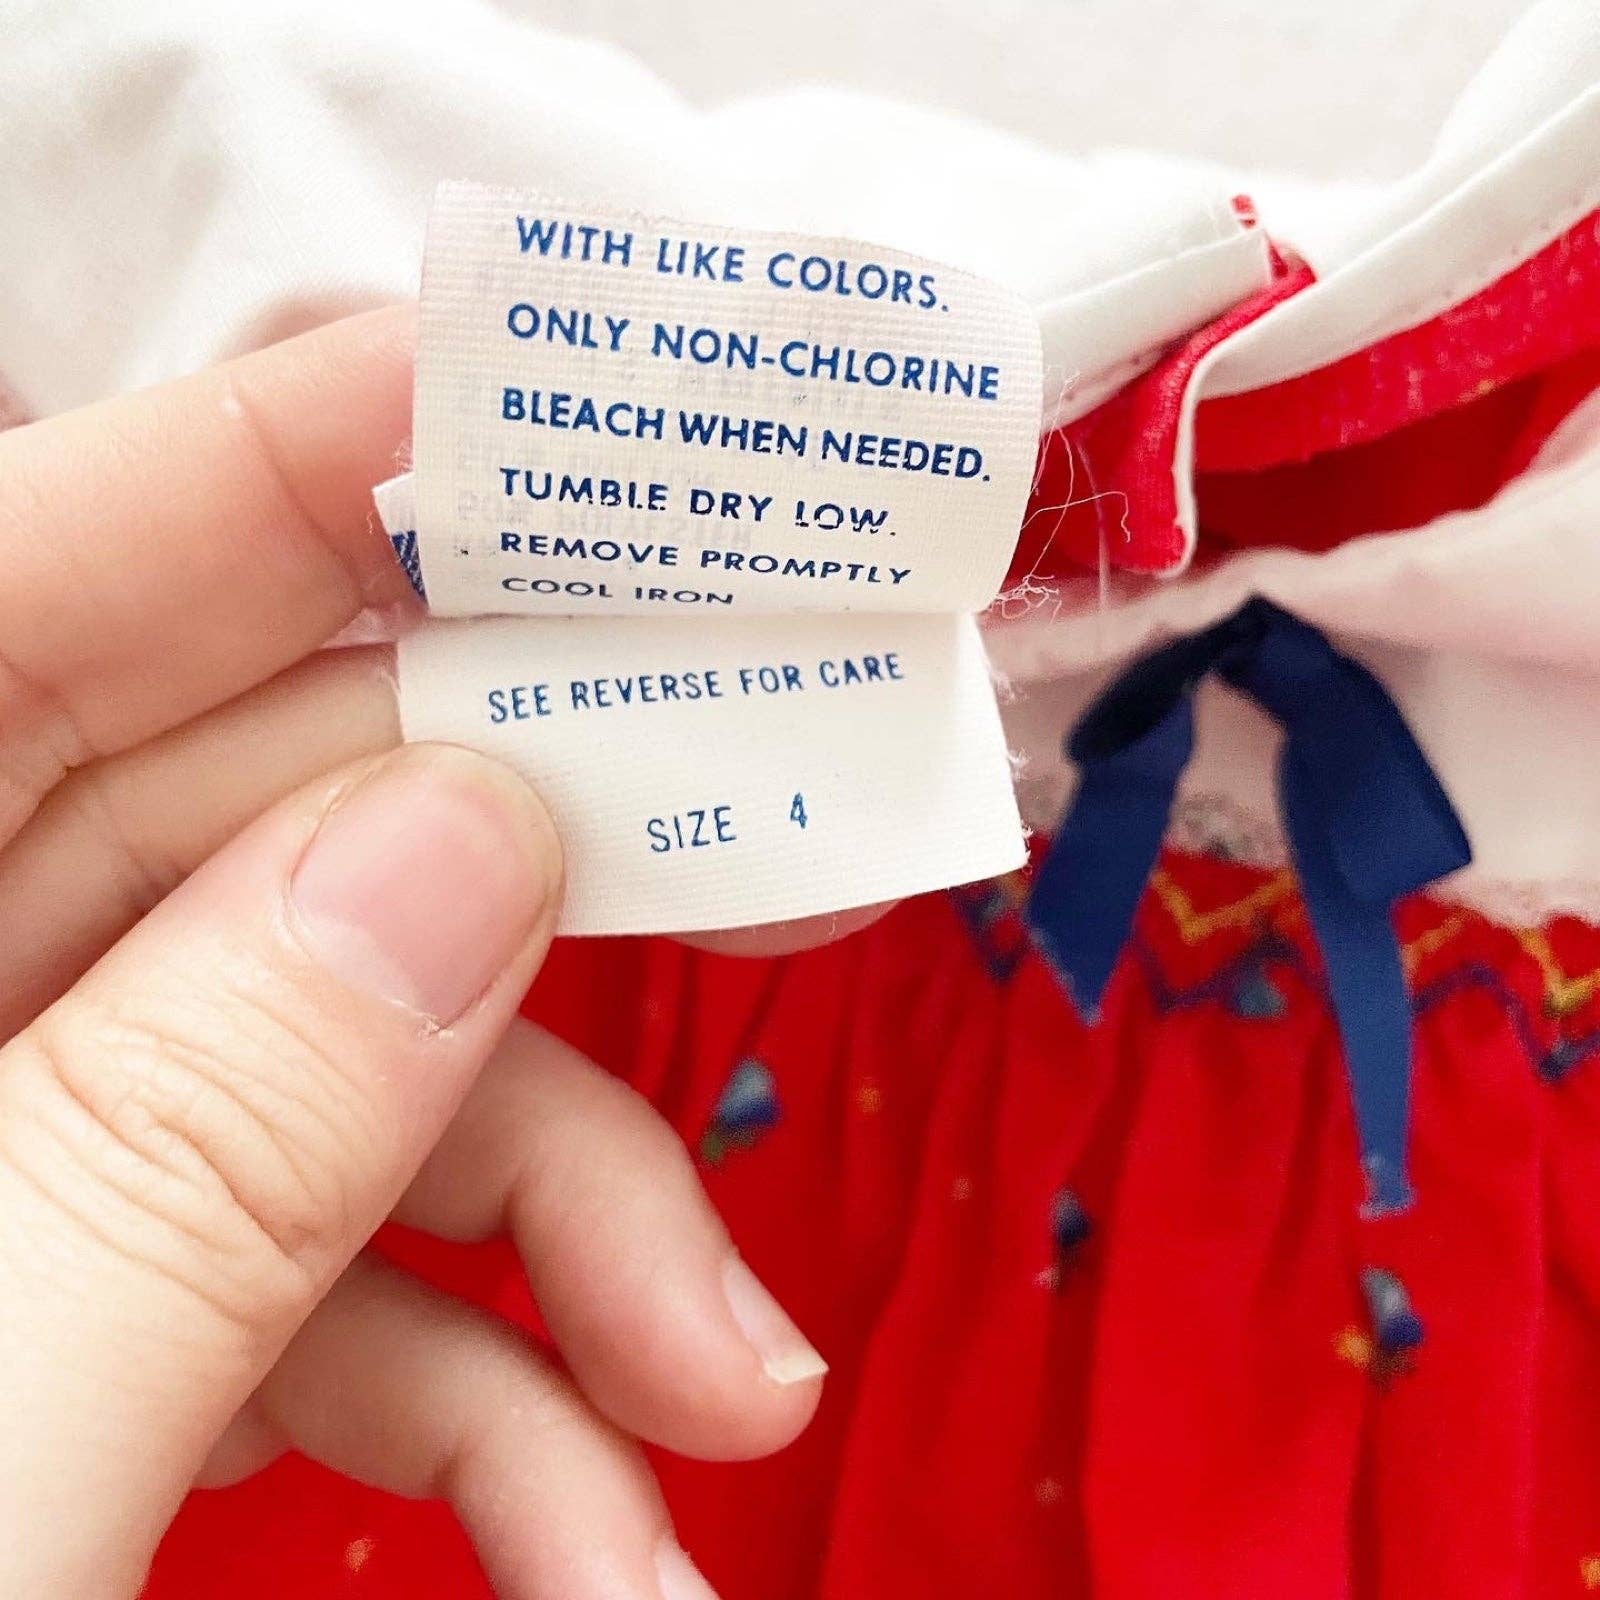 WITH LIKE COLORS.
ONLY NON-CHLORINE
BLEACH WHEN NEEDED.
TUMBLE DRY LOW.
REMOVE PROMPTLY
COOL IRON
SEE REVERSE FOR CARE
SIZE 4